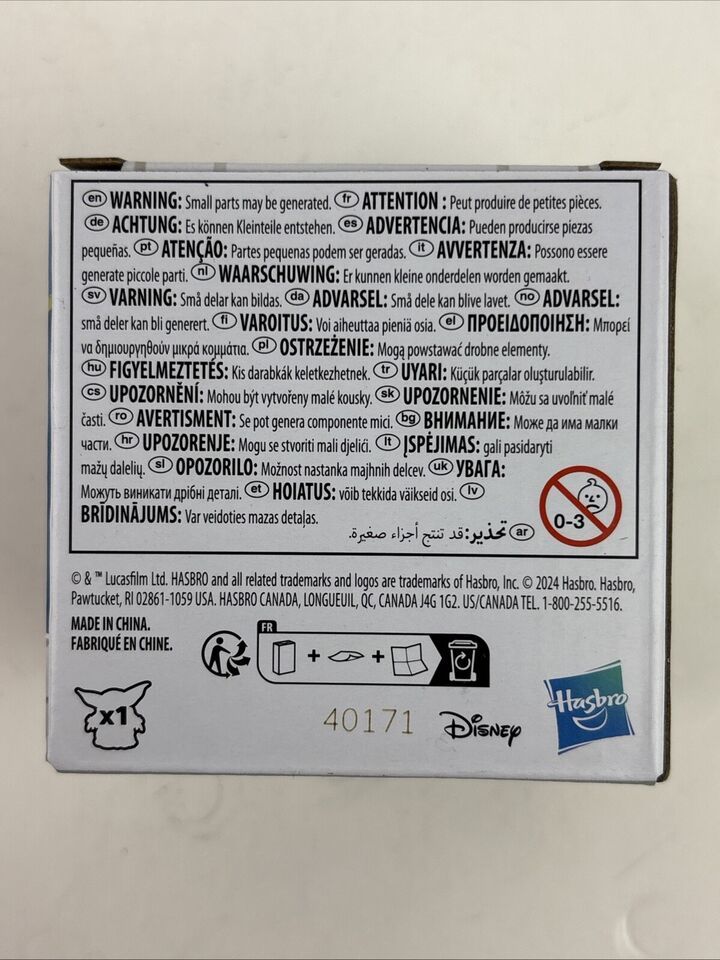 en WARNING: Small parts may be generated. fr ATTENTION : Peut produire de petites pièces.
de ACHTUNG: Es können Kleinteile entstehen. es ADVERTENCIA: Pueden producirse piezas
pequeñas. pt ATENÇÃO: Partes pequenas podem ser geradas. it AVVERTENZA: Possono essere
generate piccole parti. nl WAARSCHUWING: Er kunnen kleine onderdelen worden gemaakt.
sv VARNING: Små delar kan bildas. da ADVARSEL: Små dele kan blive lavet. no ADVARSEL:
små deler kan bli generert. fi VAROITUS: Voi aiheuttaa pieniä osia. el ΠΡΟΕΙΔΟΠΟΙΗΣΗ: Μπορεί
να δημιουργηθούν μικρά κομμάτια. pl OSTRZEŻENIE: Mogą powstawać drobne elementy.
hu FIGYELMEZTETÉS: Kis darabkák keletkezhetnek. tr UYARI: Küçük parçalar oluşturulabilir.
cs UPOZORNĚNÍ: Mohou být vytvořeny malé kousky. sk UPOZORNENIE: Môžu sa uvoľniť malé
časti. ro AVERTISMENT: Se pot genera componente mici. bg ВНИМАНИЕ: Може да има малки
части. hr UPOZORENJE: Mogu se stvoriti mali djelići. lt ĮSPĖJIMAS: gali pasidaryti
mažų dalelių. sl OPOZORILO: Možnost nastanka majhnih delcev. uk УВАГА:
Можуть виникати дрібні деталі. et HOIATUS: võib tekkida väikseid osi. lv
BRĪDINĀJUMS: Var veidoties mazas detaļas.
ar تحذير: قد تنتج أجزاء صغيرة.
0-3
© & ™ Lucasfilm Ltd. HASBRO and all related trademarks and logos are trademarks of Hasbro, Inc. © 2024 Hasbro. Hasbro,
Pawtucket, RI 02861-1059 USA. HASBRO CANADA, LONGUEUIL, QC, CANADA J4G 1G2. US/CANADA TEL. 1-800-255-5516.
MADE IN CHINA.
FABRIQUÉ EN CHINE.
FR
+ +
x1
40171
Disney
Hasbro